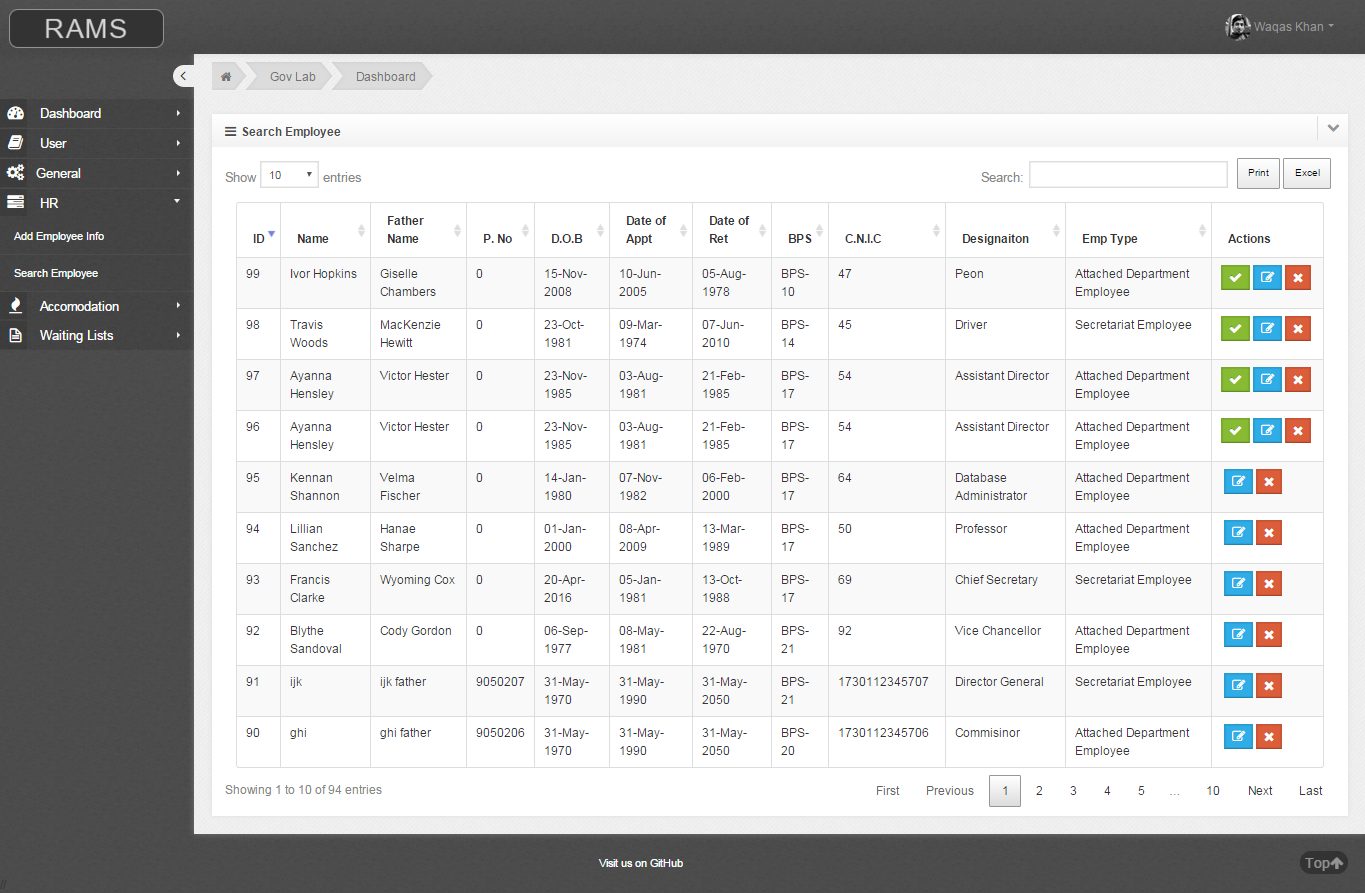 RAMS
Waqas Khan
Gov Lab
Dashboard
Dashboard
User
General
HR
Add Employee Info
Search Employee
Accomodation
Waiting Lists
Search Employee
Show 10 entries
Search:
Print
Excel
ID Name Father Name P. No D.O.B Date of Appt Date of Ret BPS C.N.I.C Designaiton Emp Type Actions
99 Ivor Hopkins Giselle Chambers 0 15-Nov-2008 10-Jun-2005 05-Aug-1978 BPS-10 47 Peon Attached Department Employee
98 Travis Woods MacKenzie Hewitt 0 23-Oct-1981 09-Mar-1974 07-Jun-2010 BPS-14 45 Driver Secretariat Employee
97 Ayanna Hensley Victor Hester 0 23-Nov-1985 03-Aug-1981 21-Feb-1985 BPS-17 54 Assistant Director Attached Department Employee
96 Ayanna Hensley Victor Hester 0 23-Nov-1985 03-Aug-1981 21-Feb-1985 BPS-17 54 Assistant Director Attached Department Employee
95 Kennan Shannon Velma Fischer 0 14-Jan-1980 07-Nov-1982 06-Feb-2000 BPS-17 64 Database Administrator Attached Department Employee
94 Lillian Sanchez Hanae Sharpe 0 01-Jan-2000 08-Apr-2009 13-Mar-1989 BPS-17 50 Professor Attached Department Employee
93 Francis Clarke Wyoming Cox 0 20-Apr-2016 05-Jan-1981 13-Oct-1988 BPS-17 69 Chief Secretary Secretariat Employee
92 Blythe Sandoval Cody Gordon 0 06-Sep-1977 08-May-1981 22-Aug-1970 BPS-21 92 Vice Chancellor Attached Department Employee
91 ijk ijk father 9050207 31-May-1970 31-May-1990 31-May-2050 BPS-21 1730112345707 Director General Secretariat Employee
90 ghi ghi father 9050206 31-May-1970 31-May-1990 31-May-2050 BPS-20 1730112345706 Commisinor Attached Department Employee
Showing 1 to 10 of 94 entries
First Previous 1 2 3 4 5 … 10 Next Last
Visit us on GitHub
Top
//